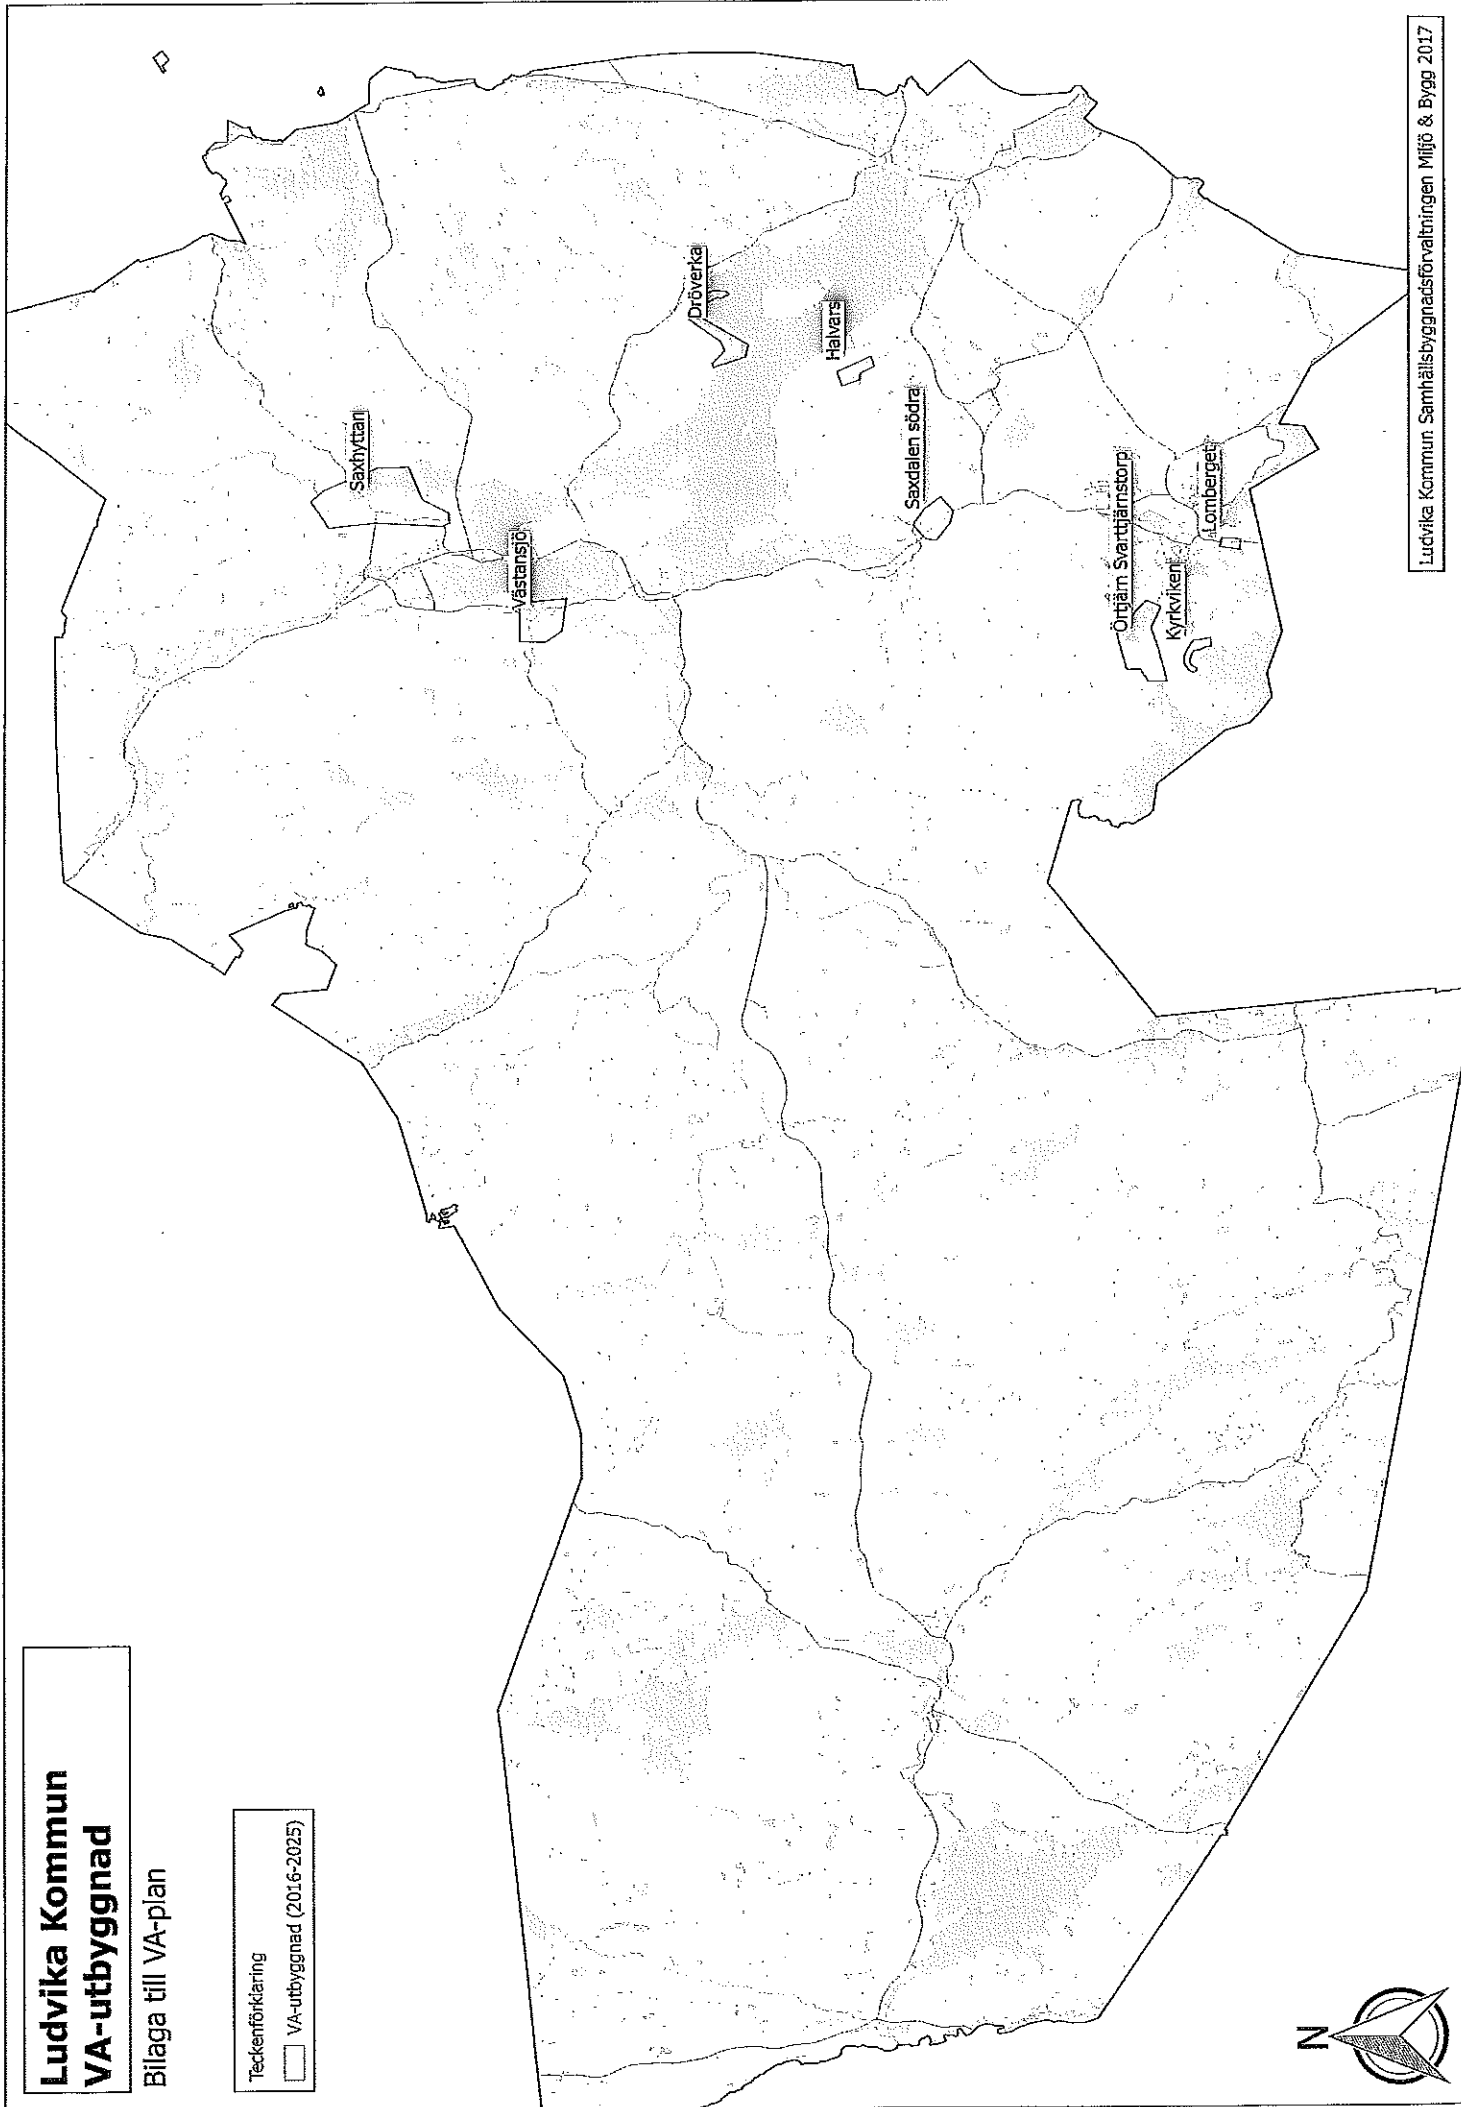 Ludvika Kommun
VA-utbyggnad
Bilaga till VA-plan
Teckenförklaring
VA-utbyggnad (2016-2025)
Saxhyttan
Västansjö
Dröverka
Halvars
Saxdalen södra
Örtjärn Svarttjärnstorp
Kyrkviken
Lomberget
N
Ludvika Kommun Samhällsbyggnadsförvaltningen Miljö & Bygg 2017